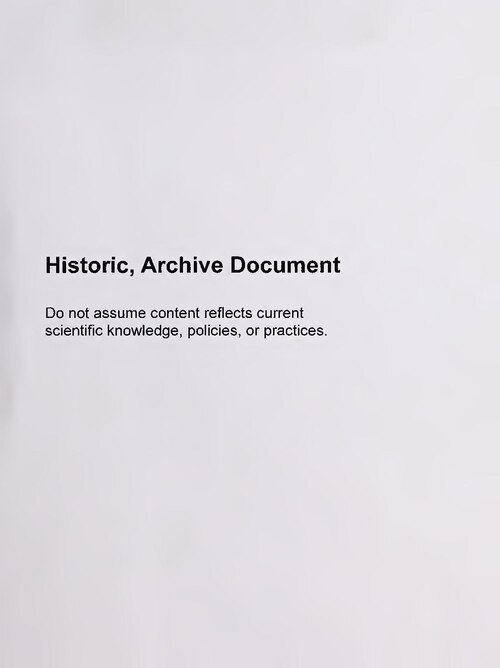 Historic, Archive Document
Do not assume content reflects current
scientific knowledge, policies, or practices.